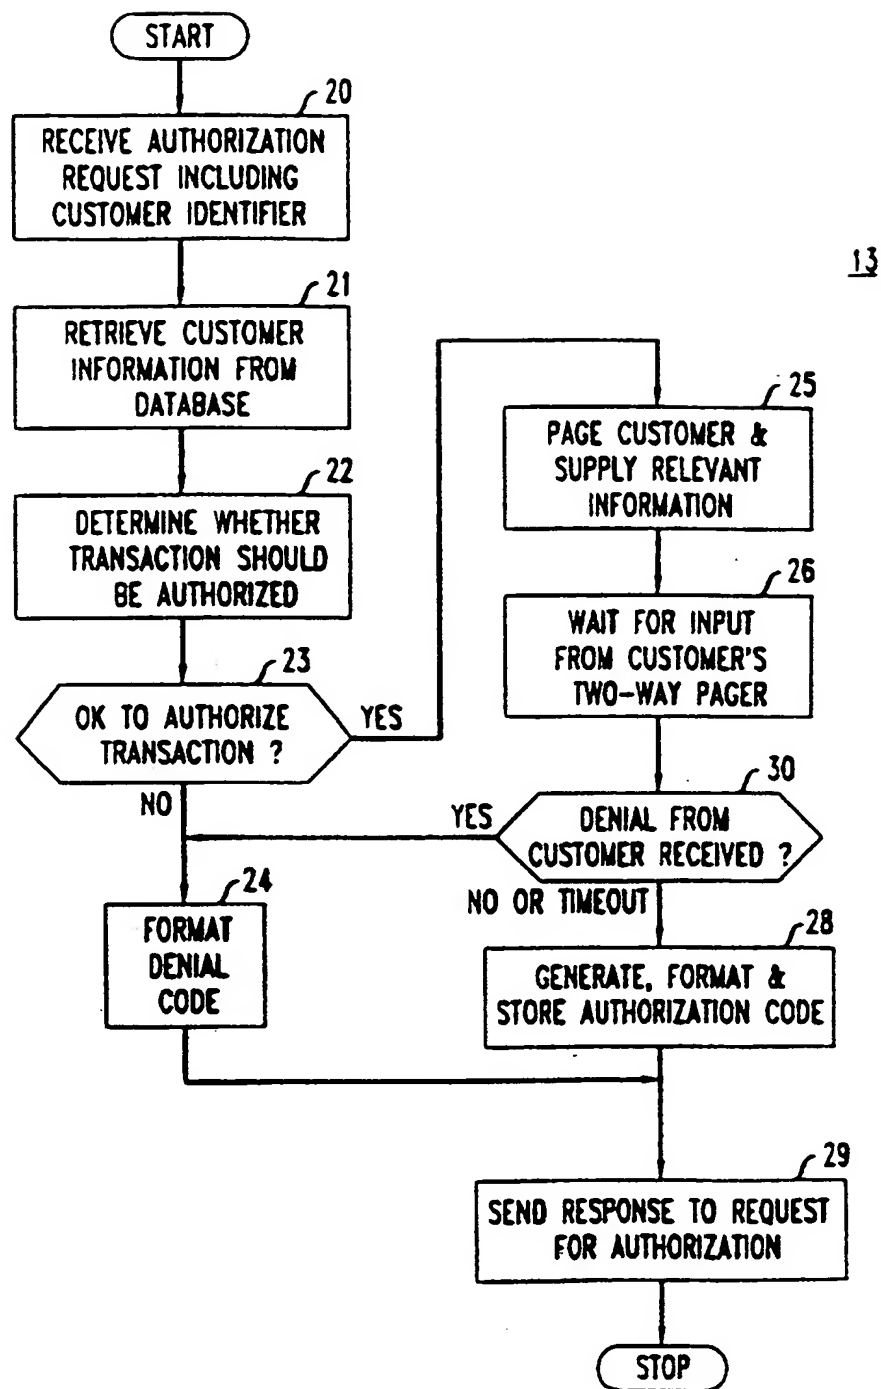 START
20
RECEIVE AUTHORIZATION
REQUEST INCLUDING
CUSTOMER IDENTIFIER
13
21
RETRIEVE CUSTOMER
INFORMATION FROM
DATABASE
22
DETERMINE WHETHER
TRANSACTION SHOULD
BE AUTHORIZED
23
OK TO AUTHORIZE
TRANSACTION ?
YES
NO
25
PAGE CUSTOMER &
SUPPLY RELEVANT
INFORMATION
26
WAIT FOR INPUT
FROM CUSTOMER'S
TWO-WAY PAGER
30
DENIAL FROM
CUSTOMER RECEIVED ?
YES
NO OR TIMEOUT
24
FORMAT
DENIAL
CODE
28
GENERATE, FORMAT &
STORE AUTHORIZATION CODE
29
SEND RESPONSE TO REQUEST
FOR AUTHORIZATION
STOP